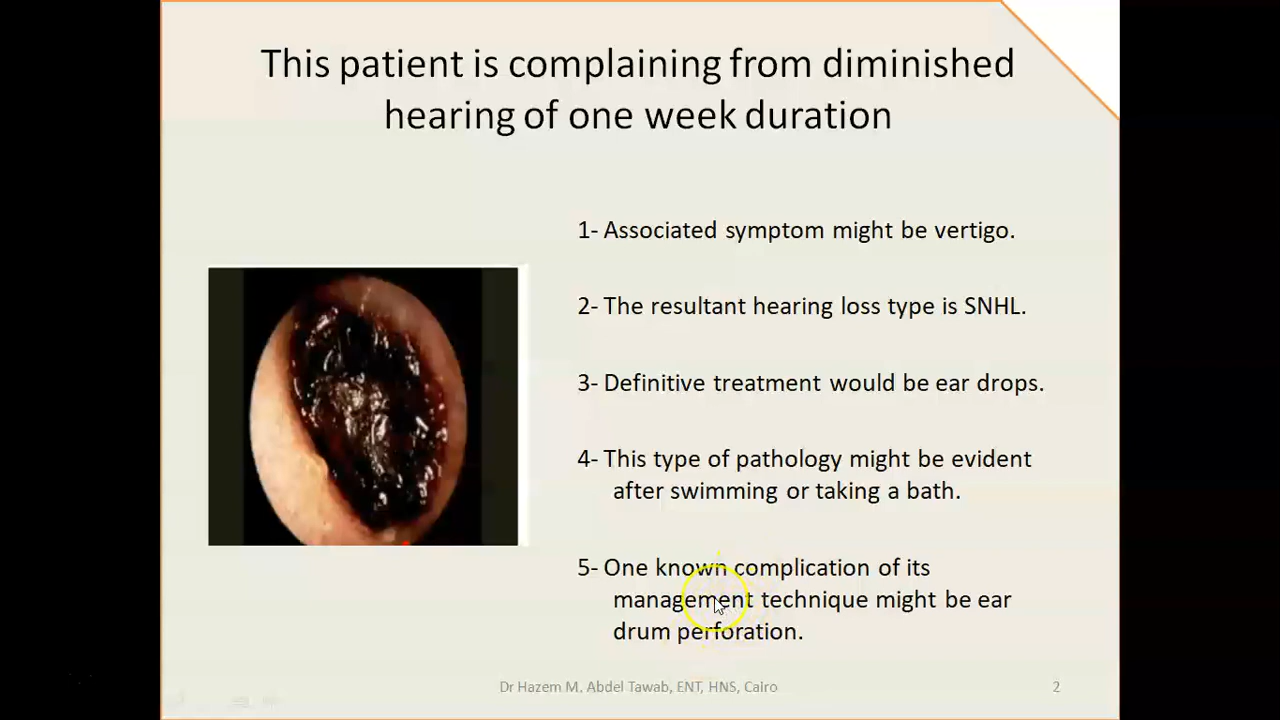 This patient is complaining from diminished
hearing of one week duration
1- Associated symptom might be vertigo.
2- The resultant hearing loss type is SNHL.
3- Definitive treatment would be ear drops.
4- This type of pathology might be evident
after swimming or taking a bath.
5- One known complication of its
management technique might be ear
drum perforation.
Dr Hazem M. Abdel Tawab, ENT, HNS, Cairo
2